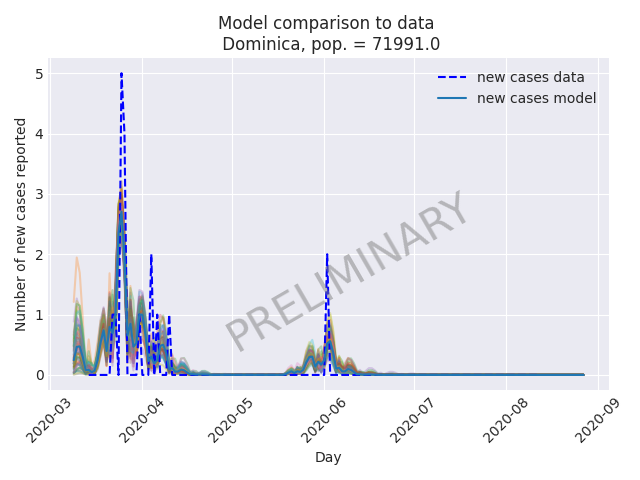 Model comparison to data
Dominica, pop. = 71991.0
new cases data
new cases model
PRELIMINARY
Number of new cases reported
5
4
3
2
1
0
2020-03
2020-04
2020-05
2020-06
2020-07
2020-08
2020-09
Day